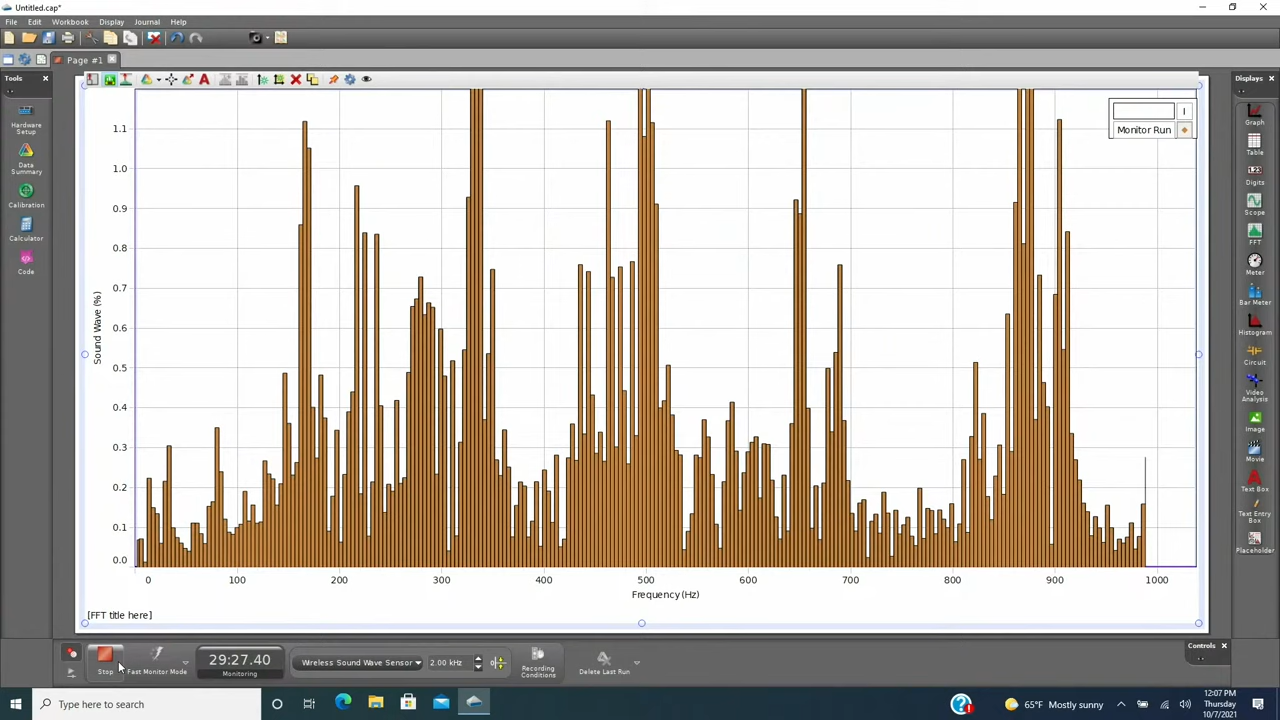 Untitled.cap*
File Edit Workbook Display Journal Help
Page #1
Tools
Displays
Hardware
Setup
Data
Summary
Calibration
Calculator
Code
1.1
1.0
0.9
0.8
0.7
0.6
0.5
0.4
0.3
0.2
0.1
0.0
Sound Wave (%)
0 100 200 300 400 500 600 700 800 900 1000
Frequency (Hz)
[FFT title here]
Monitor Run
Graph
Table
1.23
Digits
Scope
FFT
Meter
Bar Meter
Histogram
Circuit
Video
Analysis
Image
Movie
Text Box
Text Entry
Box
Placeholder
Stop
Fast Monitor Mode
29:27.40
Monitoring
Wireless Sound Wave Sensor
2.00 kHz
0
Recording
Conditions
Delete Last Run
Controls
Type here to search
65°F Mostly sunny
12:07 PM
Thursday
10/7/2021